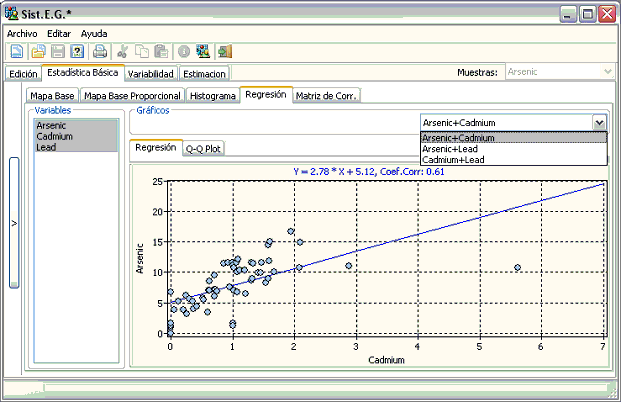 Sist.E.G.*
Archivo Editar Ayuda
Edición Estadística Básica Variabilidad Estimacion Muestras: Arsenic
Mapa Base Mapa Base Proporcional Histograma Regresión Matriz de Corr.
Variables
Arsenic
Cadmium
Lead
>
Gráficos
Arsenic+Cadmium
Arsenic+Cadmium
Arsenic+Lead
Cadmium+Lead
Regresión Q-Q Plot
Y = 2.78 * X + 5.12, Coef.Corr: 0.61
25
20
15
10
5
0
Arsenic
0 1 2 3 4 5 6 7
Cadmium